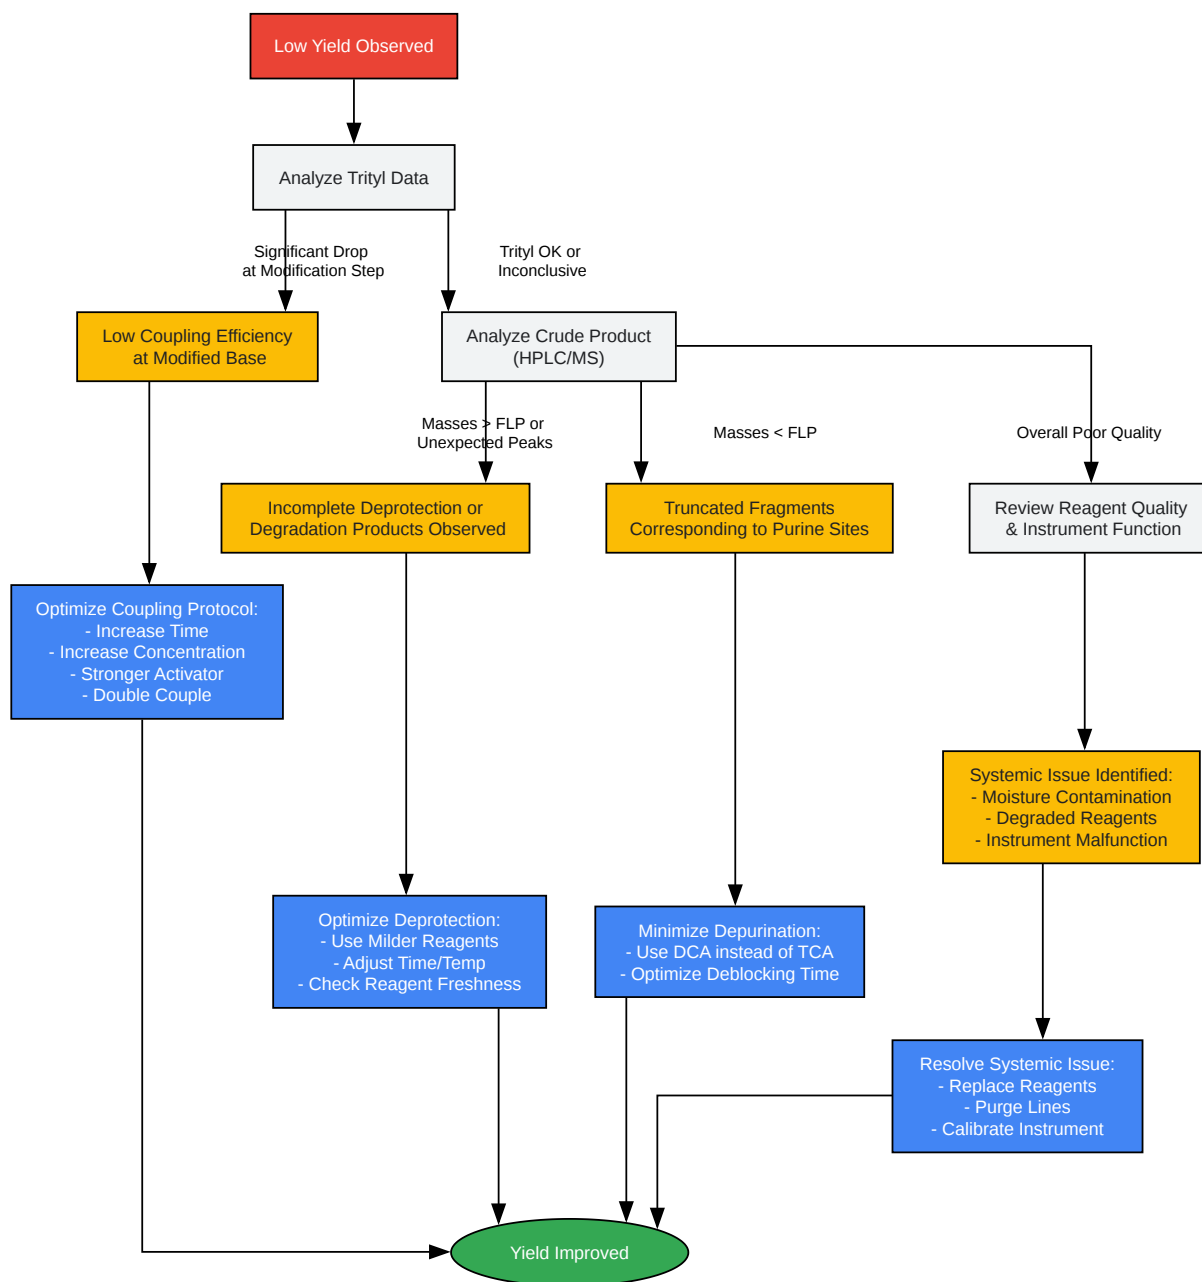 Low Yield Observed
Analyze Trityl Data
Significant Drop
at Modification Step
Trityl OK or
Inconclusive
Low Coupling Efficiency
at Modified Base
Analyze Crude Product
(HPLC/MS)
Masses > FLP or
Unexpected Peaks
Masses < FLP
Overall Poor Quality
Incomplete Deprotection or
Degradation Products Observed
Truncated Fragments
Corresponding to Purine Sites
Review Reagent Quality
& Instrument Function
Optimize Coupling Protocol:
- Increase Time
- Increase Concentration
- Stronger Activator
- Double Couple
Systemic Issue Identified:
- Moisture Contamination
- Degraded Reagents
- Instrument Malfunction
Optimize Deprotection:
- Use Milder Reagents
- Adjust Time/Temp
- Check Reagent Freshness
Minimize Depurination:
- Use DCA instead of TCA
- Optimize Deblocking Time
Resolve Systemic Issue:
- Replace Reagents
- Purge Lines
- Calibrate Instrument
Yield Improved